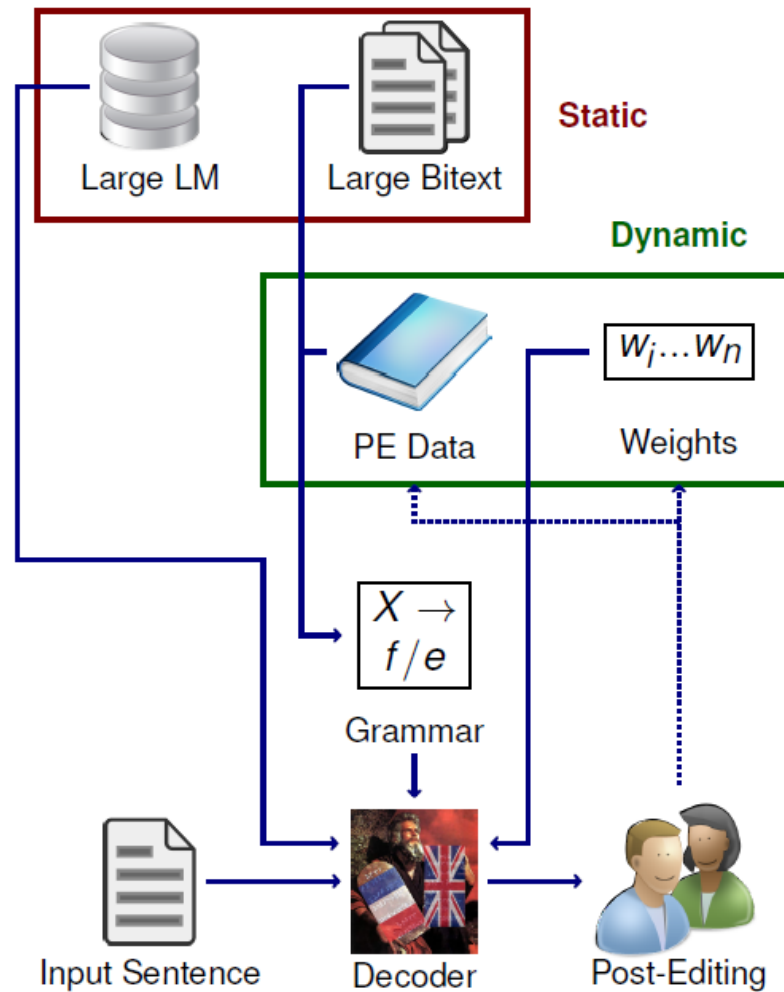 Static
Large LM
Large Bitext
Dynamic
w_i...w_n
PE Data
Weights
X →
f/e
Grammar
Input Sentence
Decoder
Post-Editing